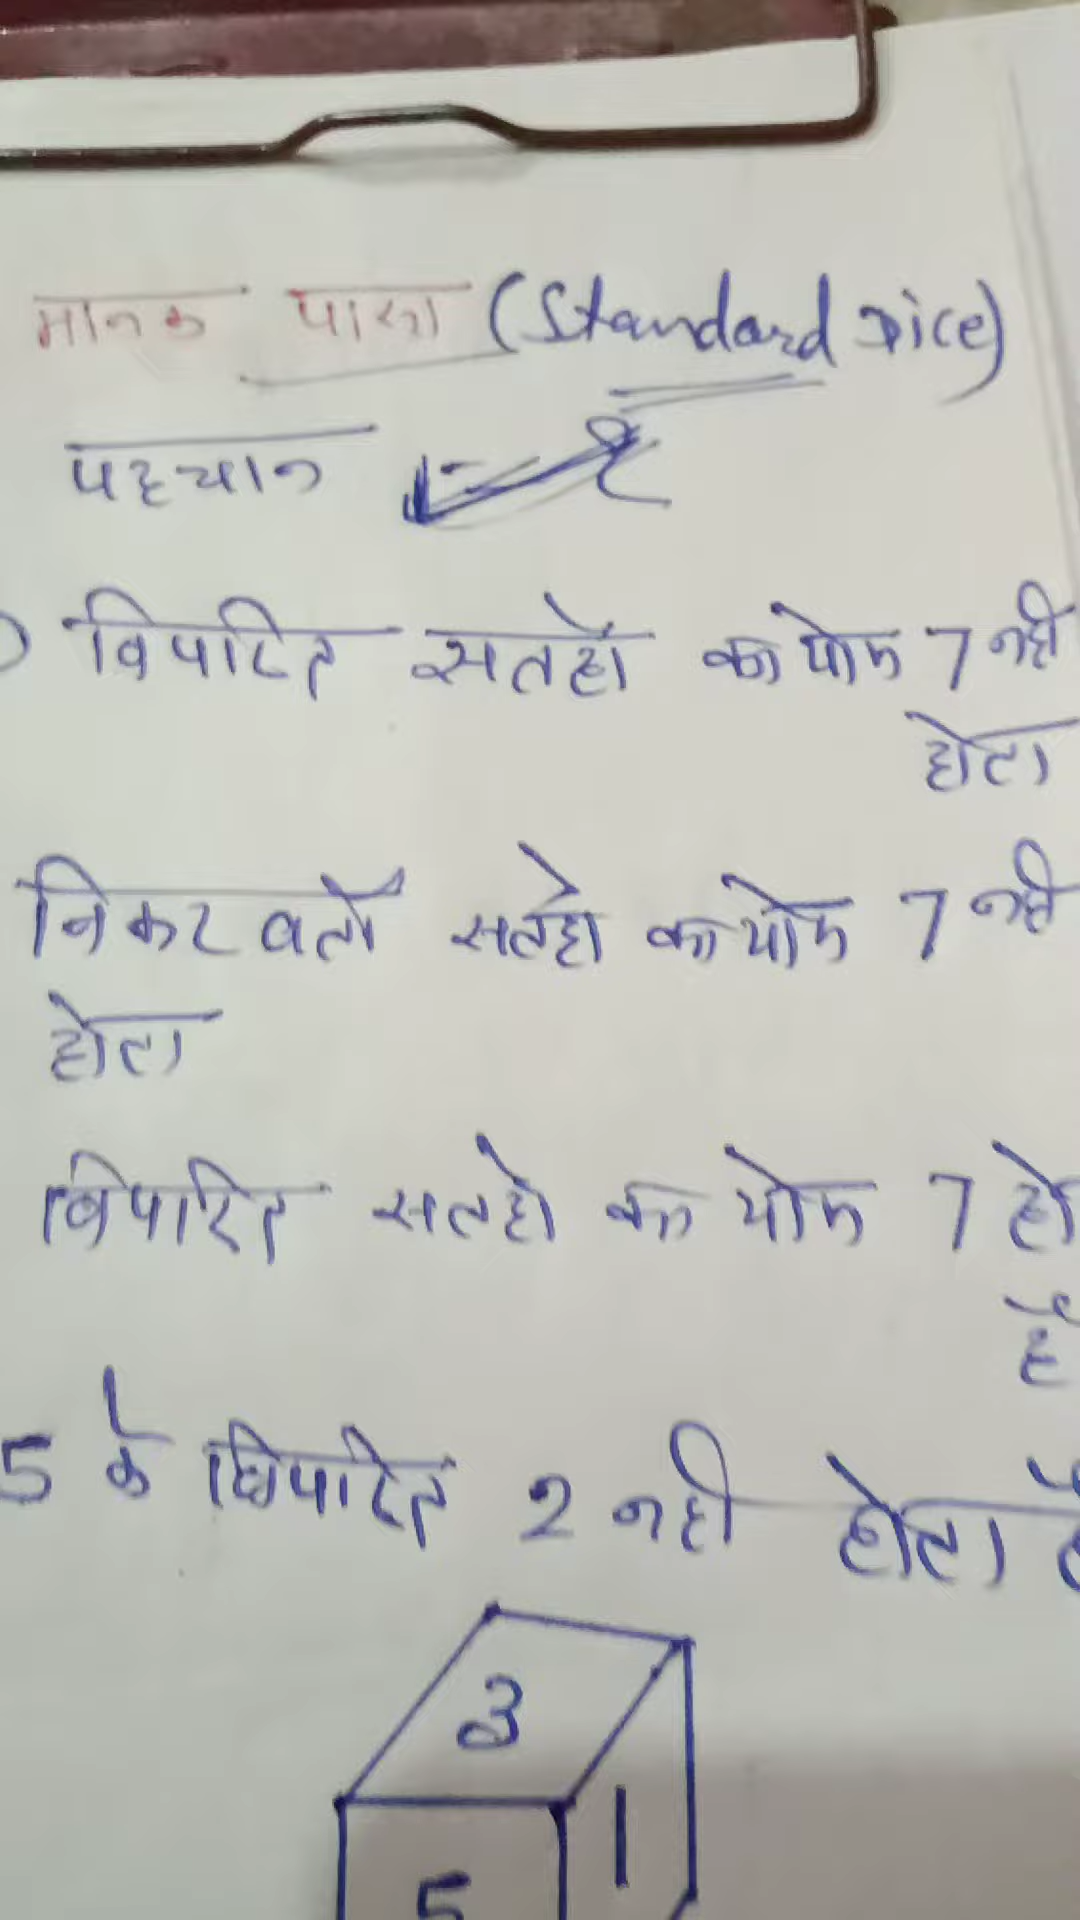 मानक पासा (Standard Dice)
पहचान :-
विपरित सतहो का योग 7 नही
होता
निकटवर्ती सतहो का योग 7 नही
होता
विपरित सतहो का योग 7 हो
है
5 के विपरित 2 नही होता
3
1
5